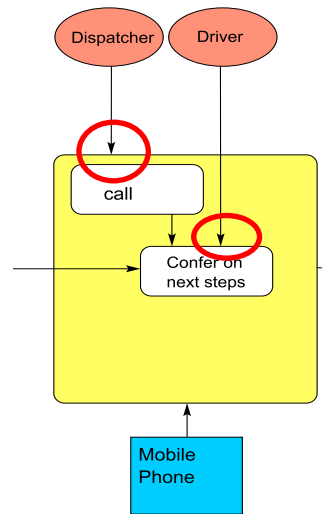 Dispatcher
Driver
call
Confer on
next steps
Mobile
Phone